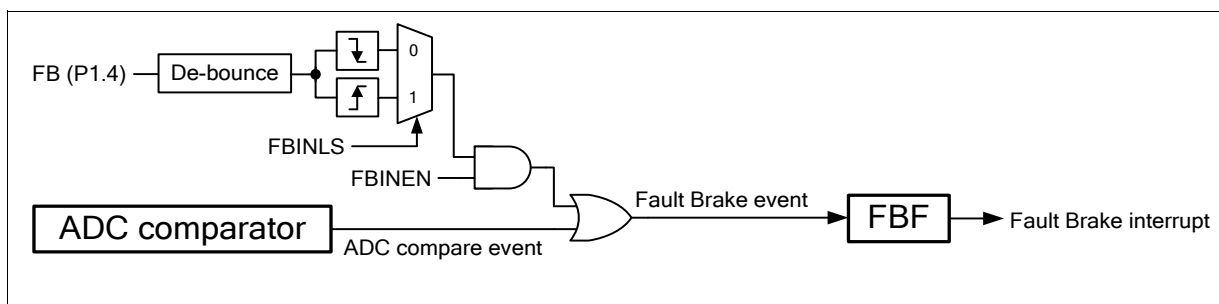 FB (P1.4)
De-bounce
0
1
FBINLS
FBINEN
ADC comparator
ADC compare event
Fault Brake event
FBF
Fault Brake interrupt